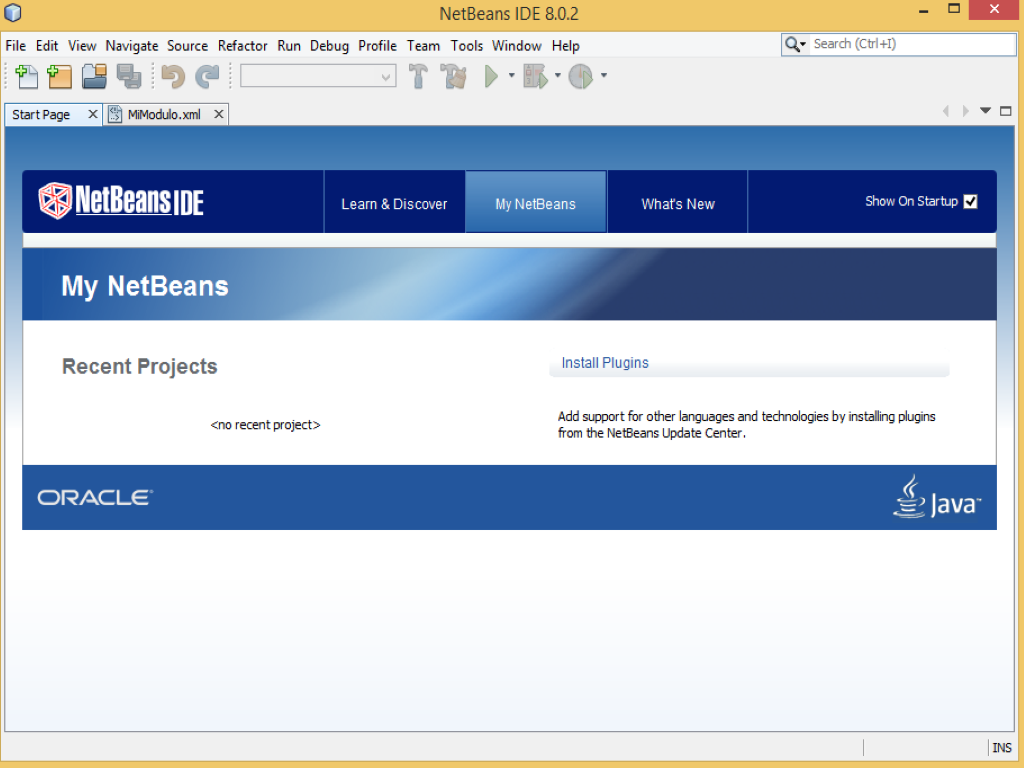 NetBeans IDE 8.0.2
File Edit View Navigate Source Refactor Run Debug Profile Team Tools Window Help
Search (Ctrl+I)
Start Page
MiModulo.xml
NetBeans IDE
Learn & Discover
My NetBeans
What's New
Show On Startup
My NetBeans
Recent Projects
<no recent project>
Install Plugins
Add support for other languages and technologies by installing plugins
from the NetBeans Update Center.
ORACLE®
Java™
INS